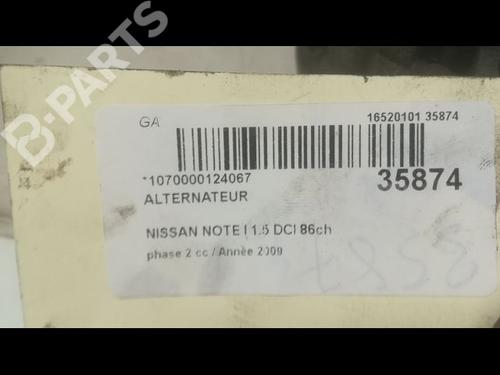 B-PARTS
GA
16520101 35874
*1070000124067
35874
ALTERNATEUR
NISSAN NOTE I 1.5 DCI 86ch
phase 2 cc / Année 2009